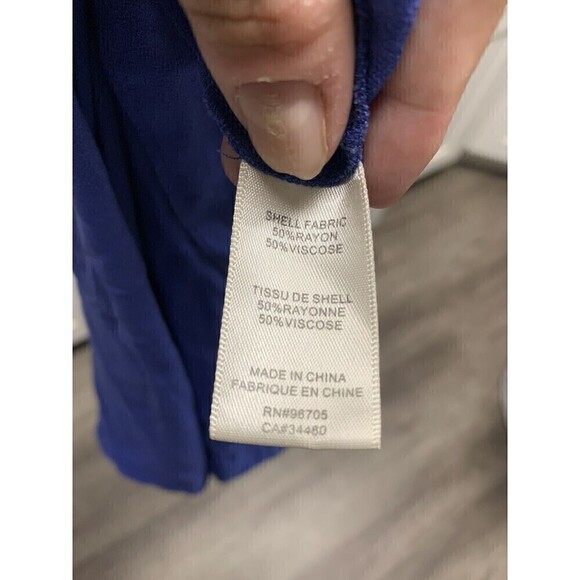 SHELL FABRIC
50%RAYON
50%VISCOSE
TISSU DE SHELL
50%RAYONNE
50%VISCOSE
MADE IN CHINA
FABRIQUE EN CHINE
RN#96705
CA#34460